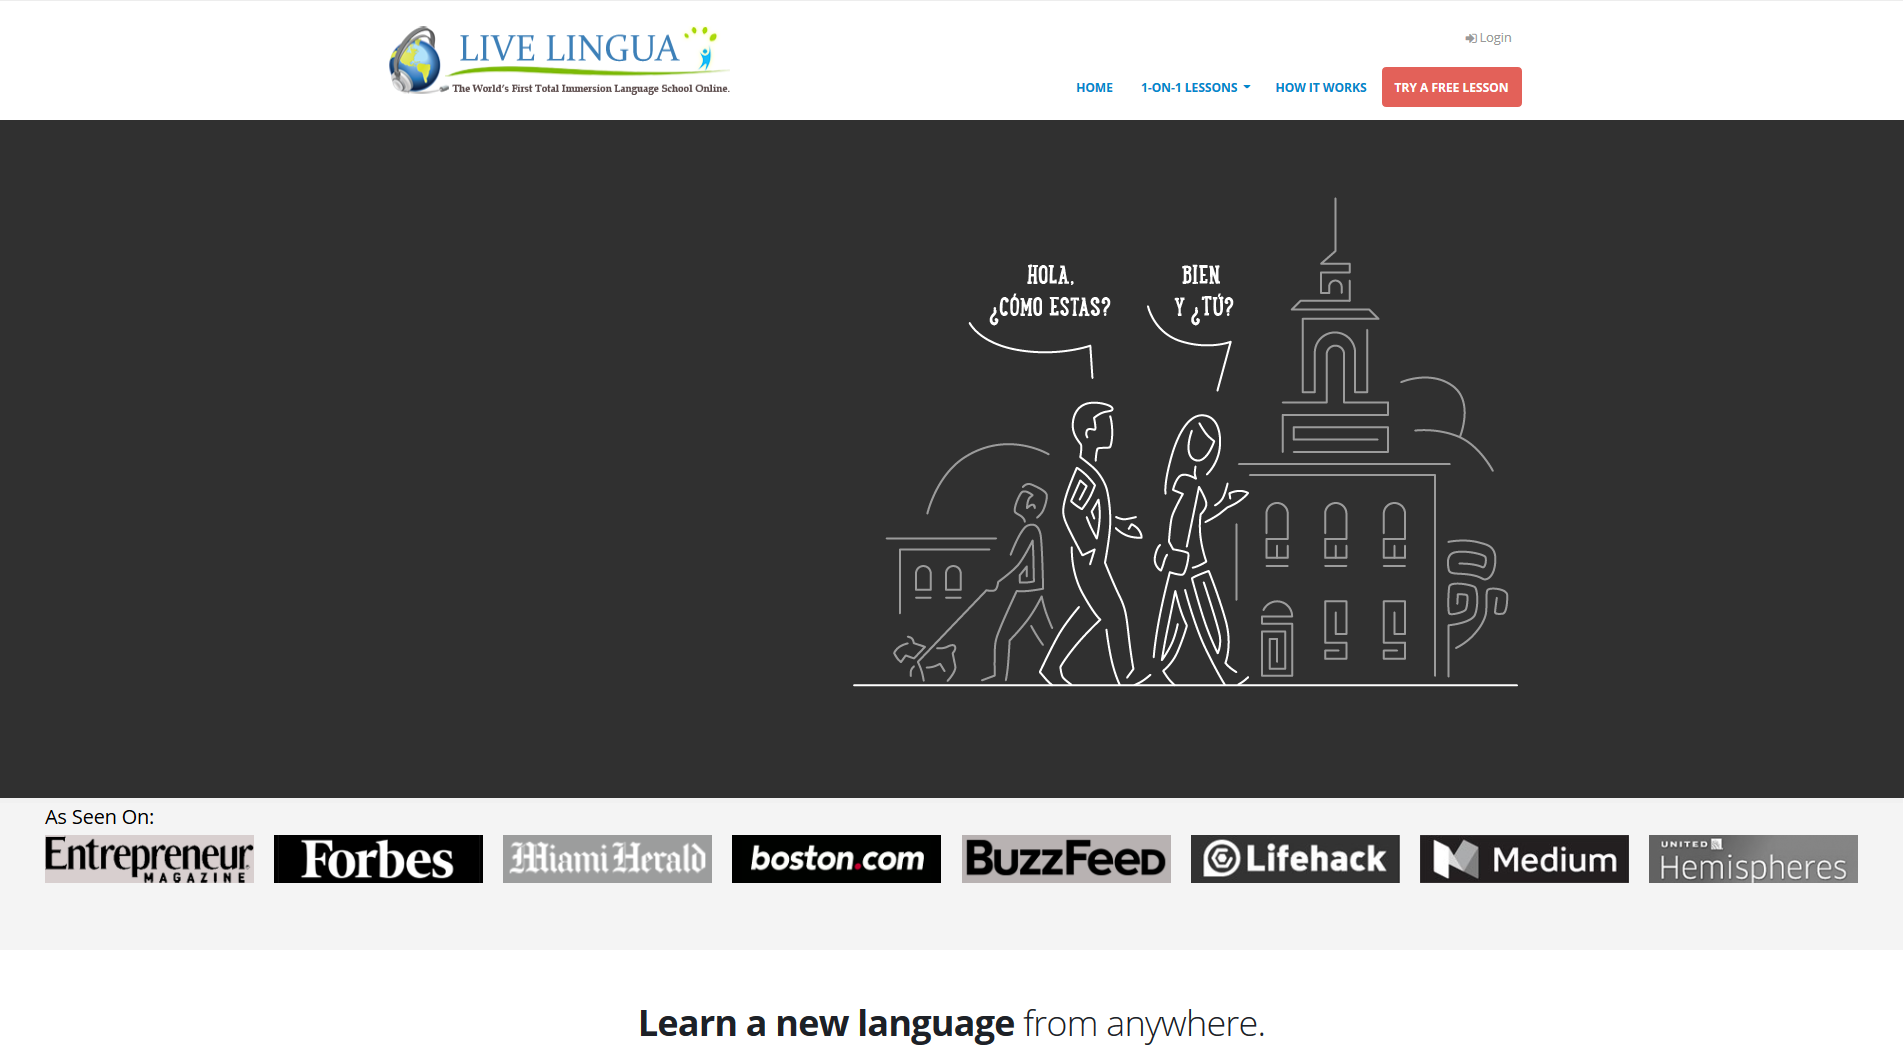 LIVE LINGUA
The World's First Total Immersion Language School Online.
Login
HOME
1-ON-1 LESSONS
HOW IT WORKS
TRY A FREE LESSON
HOLA,
¿CÓMO ESTAS?
BIEN
Y ¿TÚ?
As Seen On:
Entrepreneur
MAGAZINE
Forbes
Miami Herald
boston.com
BUZZFEED
Lifehack
Medium
UNITED
Hemispheres
Learn a new language from anywhere.